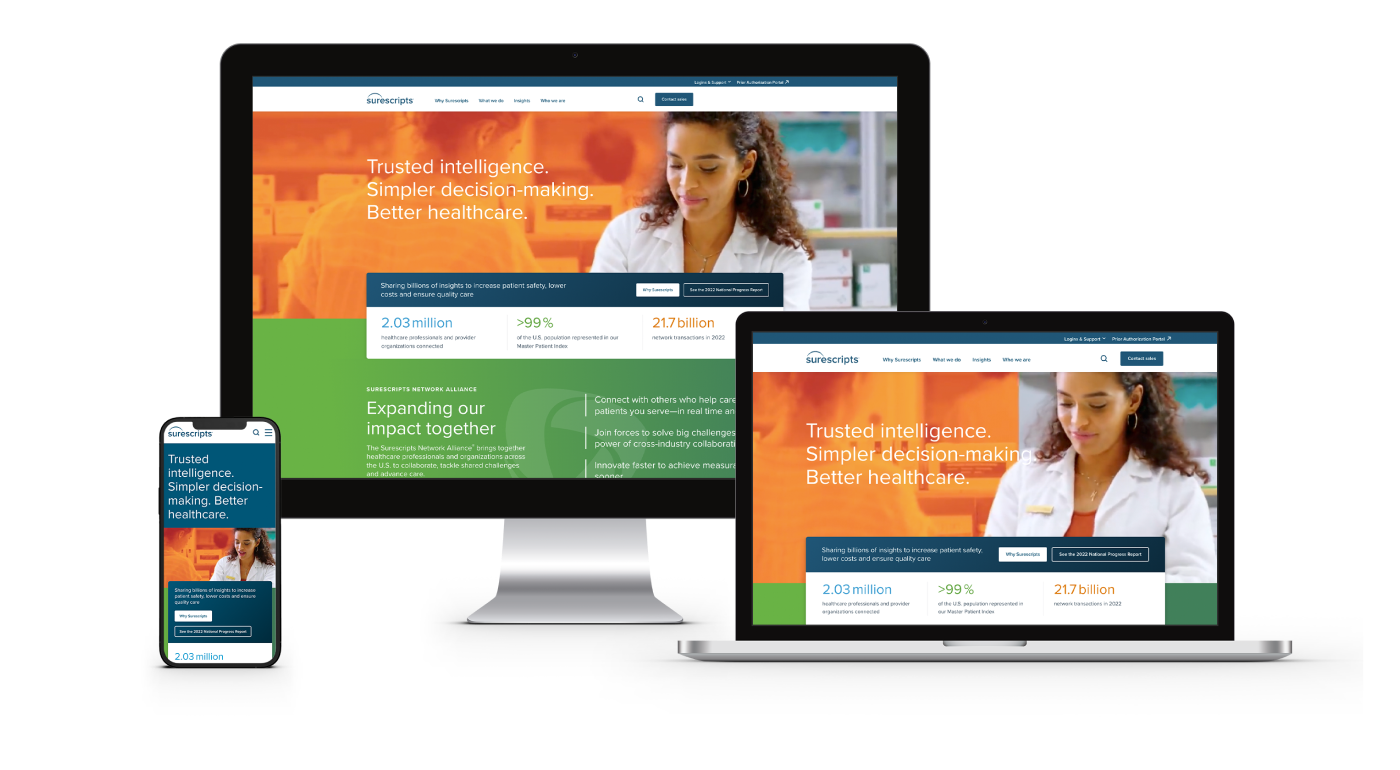 Logins & Support
Prior Authorization Portal
surescripts
Why Surescripts
What we do
Insights
Who we are
Contact sales
Trusted intelligence.
Simpler decision-making.
Better healthcare.
Sharing billions of insights to increase patient safety, lower
costs and ensure quality care
Why Surescripts
See the 2022 National Progress Report
2.03 million
healthcare professionals and provider
organizations connected
>99%
of the U.S. population represented in our
Master Patient Index
21.7 billion
network transactions in 2022
SURESCRIPTS NETWORK ALLIANCE
Expanding our
impact together
The Surescripts Network Alliance® brings together
healthcare professionals and organizations across
the U.S. to collaborate, tackle shared challenges
and advance care.
Connect with others who help care
patients you serve—in real time an
Join forces to solve big challenges
power of cross-industry collaborati
Innovate faster to achieve measura
sooner
surescripts
Trusted
intelligence.
Simpler decision-
making. Better
healthcare.
Sharing billions of insights to increase
patient safety, lower costs and ensure
quality care
Why Surescripts
See the 2022 National Progress Report
2.03 million
Logins & Support
Prior Authorization Portal
surescripts
Why Surescripts
What we do
Insights
Who we are
Contact sales
Trusted intelligence.
Simpler decision-making.
Better healthcare.
Sharing billions of insights to increase patient safety,
lower costs and ensure quality care
Why Surescripts
See the 2022 National Progress Report
2.03 million
healthcare professionals and provider
organizations connected
>99%
of the U.S. population represented in
our Master Patient Index
21.7 billion
network transactions in 2022